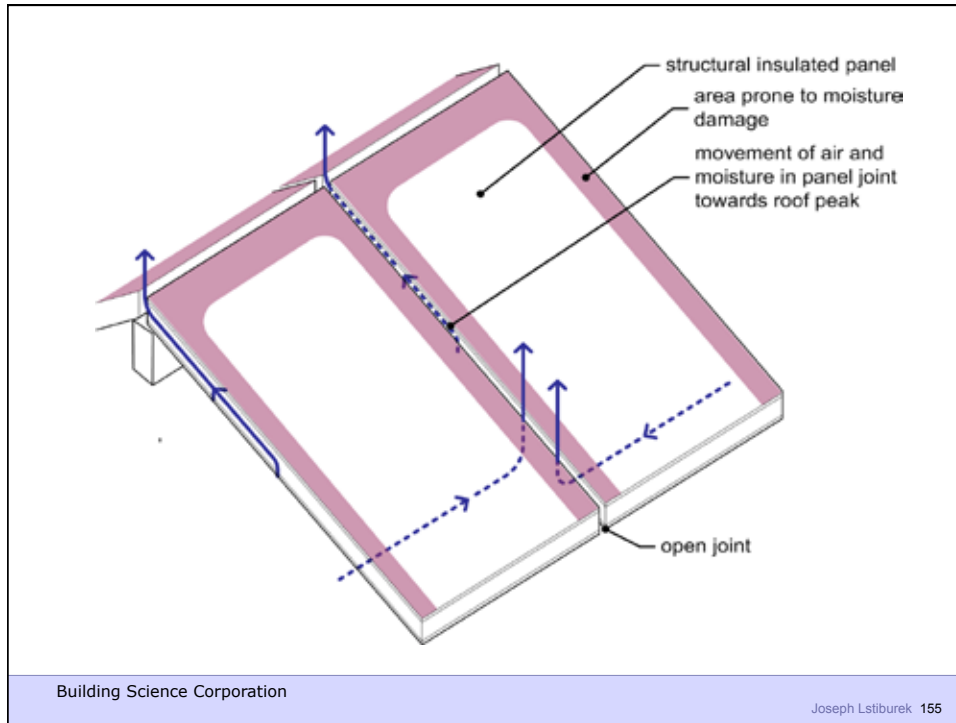 structural insulated panel
area prone to moisture
damage
movement of air and
moisture in panel joint
towards roof peak
open joint
Building Science Corporation
Joseph Lstiburek 155